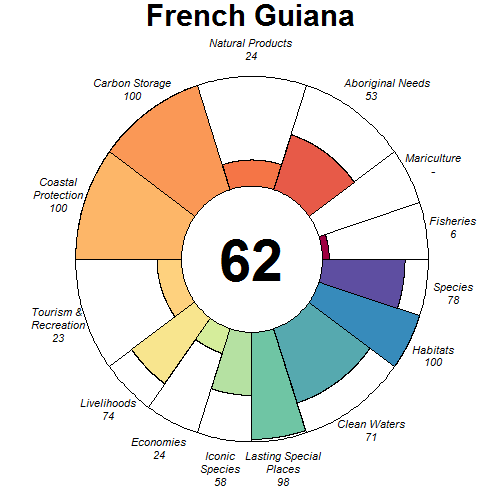 French Guiana
Natural Products
24
Carbon Storage
100
Aboriginal Needs
53
Mariculture
-
Coastal
Protection
100
Fisheries
6
62
Species
78
Tourism &
Recreation
23
Habitats
100
Livelihoods
74
Clean Waters
71
Economies
24
Iconic
Species
58
Lasting Special
Places
98